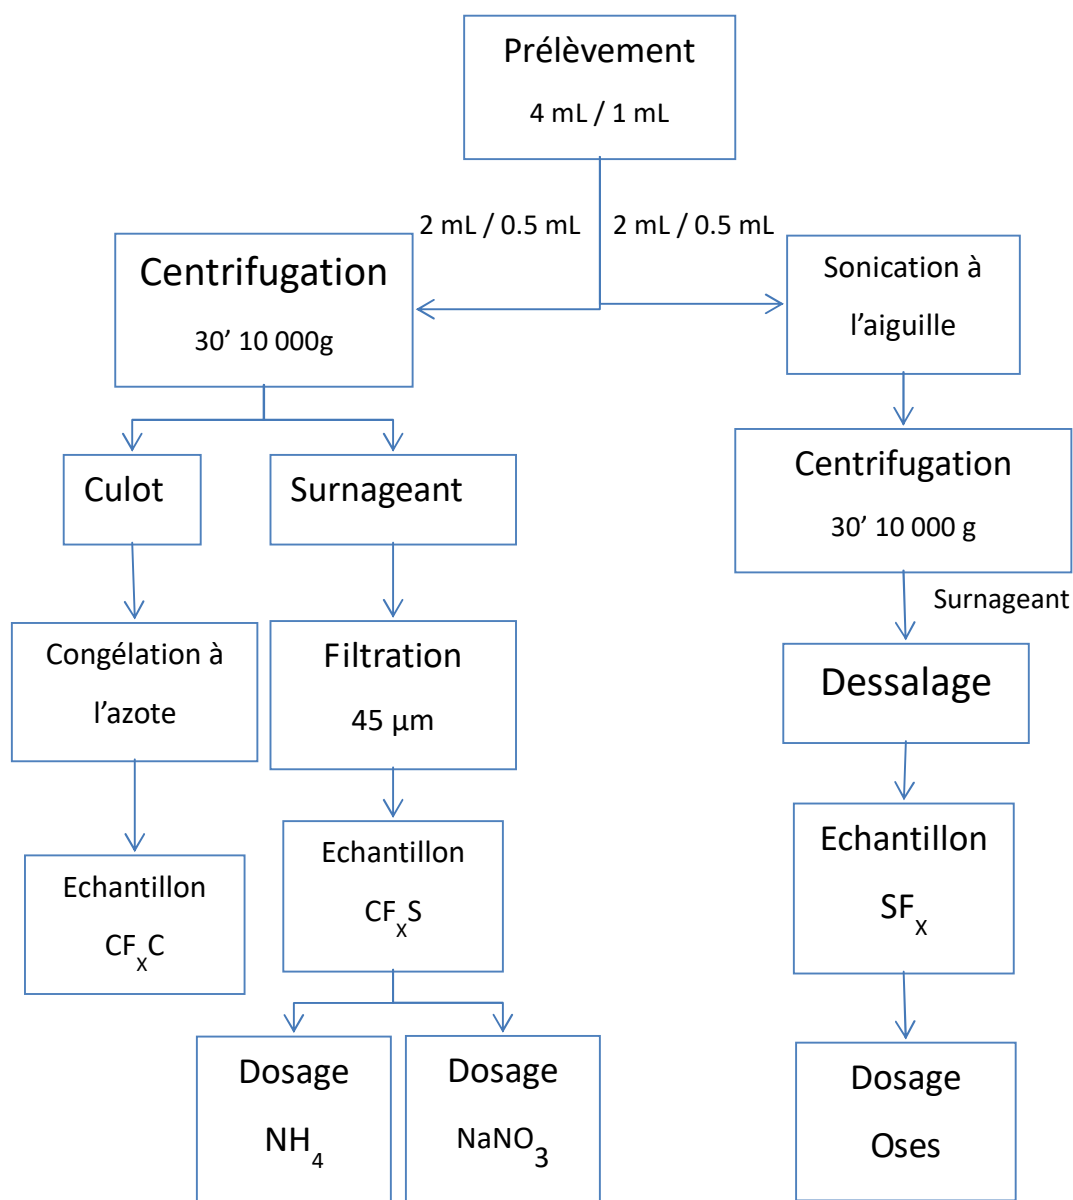 Prélèvement
4 mL / 1 mL
2 mL / 0.5 mL
2 mL / 0.5 mL
Centrifugation
30’ 10 000g
Sonication à
l’aiguille
Culot
Surnageant
Centrifugation
30’ 10 000 g
Surnageant
Congélation à
l’azote
Filtration
45 µm
Dessalage
Echantillon
CFxC
Echantillon
CFxS
Echantillon
SFx
Dosage
NH4
Dosage
NaNO3
Dosage
Oses